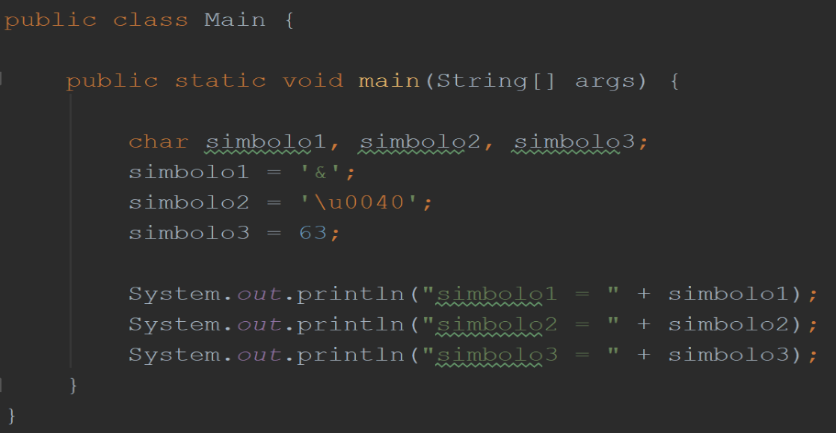 public class Main {
public static void main(String[] args) {
char simbolo1, simbolo2, simbolo3;
simbolo1 = '&';
simbolo2 = '\u0040';
simbolo3 = 63;
System.out.println("simbolo1 = " + simbolo1);
System.out.println("simbolo2 = " + simbolo2);
System.out.println("simbolo3 = " + simbolo3);
}
}